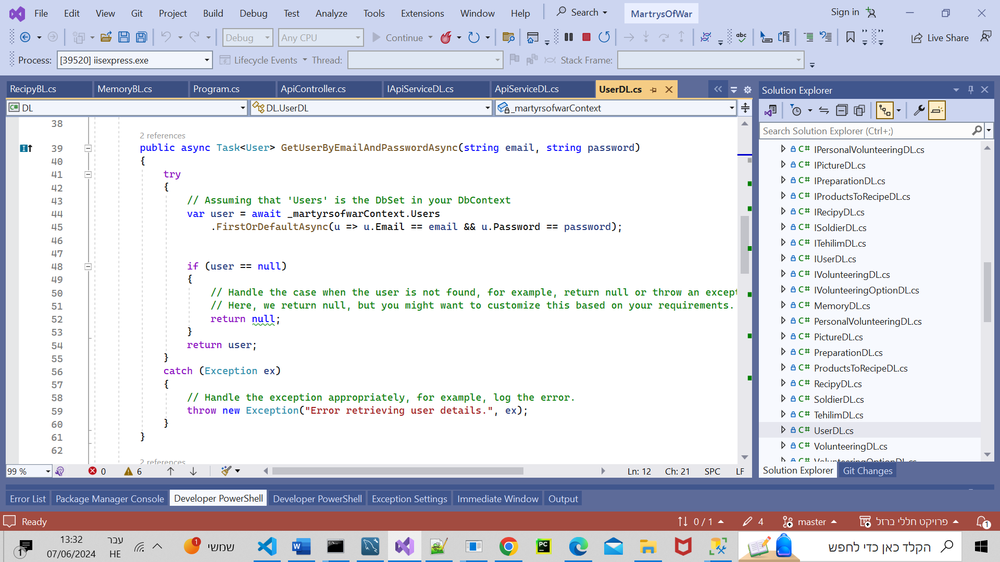 File Edit View Git Project Build Debug Test Analyze Tools Extensions Window Help Search MartrysOfWar Sign in
Debug Any CPU Continue Live Share
Process: [39520] iisexpress.exe Lifecycle Events Thread: Stack Frame:
RecipyBL.cs MemoryBL.cs Program.cs ApiController.cs IApiServiceDL.cs ApiServiceDL.cs UserDL.cs
DL DL.UserDL _martyrsofwarContext
38
2 references
39 public async Task<User> GetUserByEmailAndPasswordAsync(string email, string password)
40 {
41 try
42 {
43 // Assuming that 'Users' is the DbSet in your DbContext
44 var user = await _martyrsofwarContext.Users
45 .FirstOrDefaultAsync(u => u.Email == email && u.Password == password);
46
47
48 if (user == null)
49 {
50 // Handle the case when the user is not found, for example, return null or throw an except
51 // Here, we return null, but you might want to customize this based on your requirements.
52 return null;
53 }
54 return user;
55 }
56 catch (Exception ex)
57 {
58 // Handle the exception appropriately, for example, log the error.
59 throw new Exception("Error retrieving user details.", ex);
60 }
61 }
62
2 references
99 % 0 6 Ln: 12 Ch: 21 SPC LF
Solution Explorer
Search Solution Explorer (Ctrl+;)
C# IPersonalVolunteeringDL.cs
C# IPictureDL.cs
C# IPreparationDL.cs
C# IProductsToRecipeDL.cs
C# IRecipyDL.cs
C# ISoldierDL.cs
C# ITehilimDL.cs
C# IUserDL.cs
C# IVolunteeringDL.cs
C# IVolunteeringOptionDL.cs
C# MemoryDL.cs
C# PersonalVolunteeringDL.cs
C# PictureDL.cs
C# PreparationDL.cs
C# ProductsToRecipeDL.cs
C# RecipyDL.cs
C# SoldierDL.cs
C# TehilimDL.cs
C# UserDL.cs
C# VolunteeringDL.cs
C# VolunteeringOptionDL.cs
Solution Explorer Git Changes
Error List Package Manager Console Developer PowerShell Developer PowerShell Exception Settings Immediate Window Output
Ready 0 / 1 4 master פרויקט חללי ברזל 1
1 13:32 07/06/2024 עבר HE 1 שמשי הקלד כאן כדי לחפש